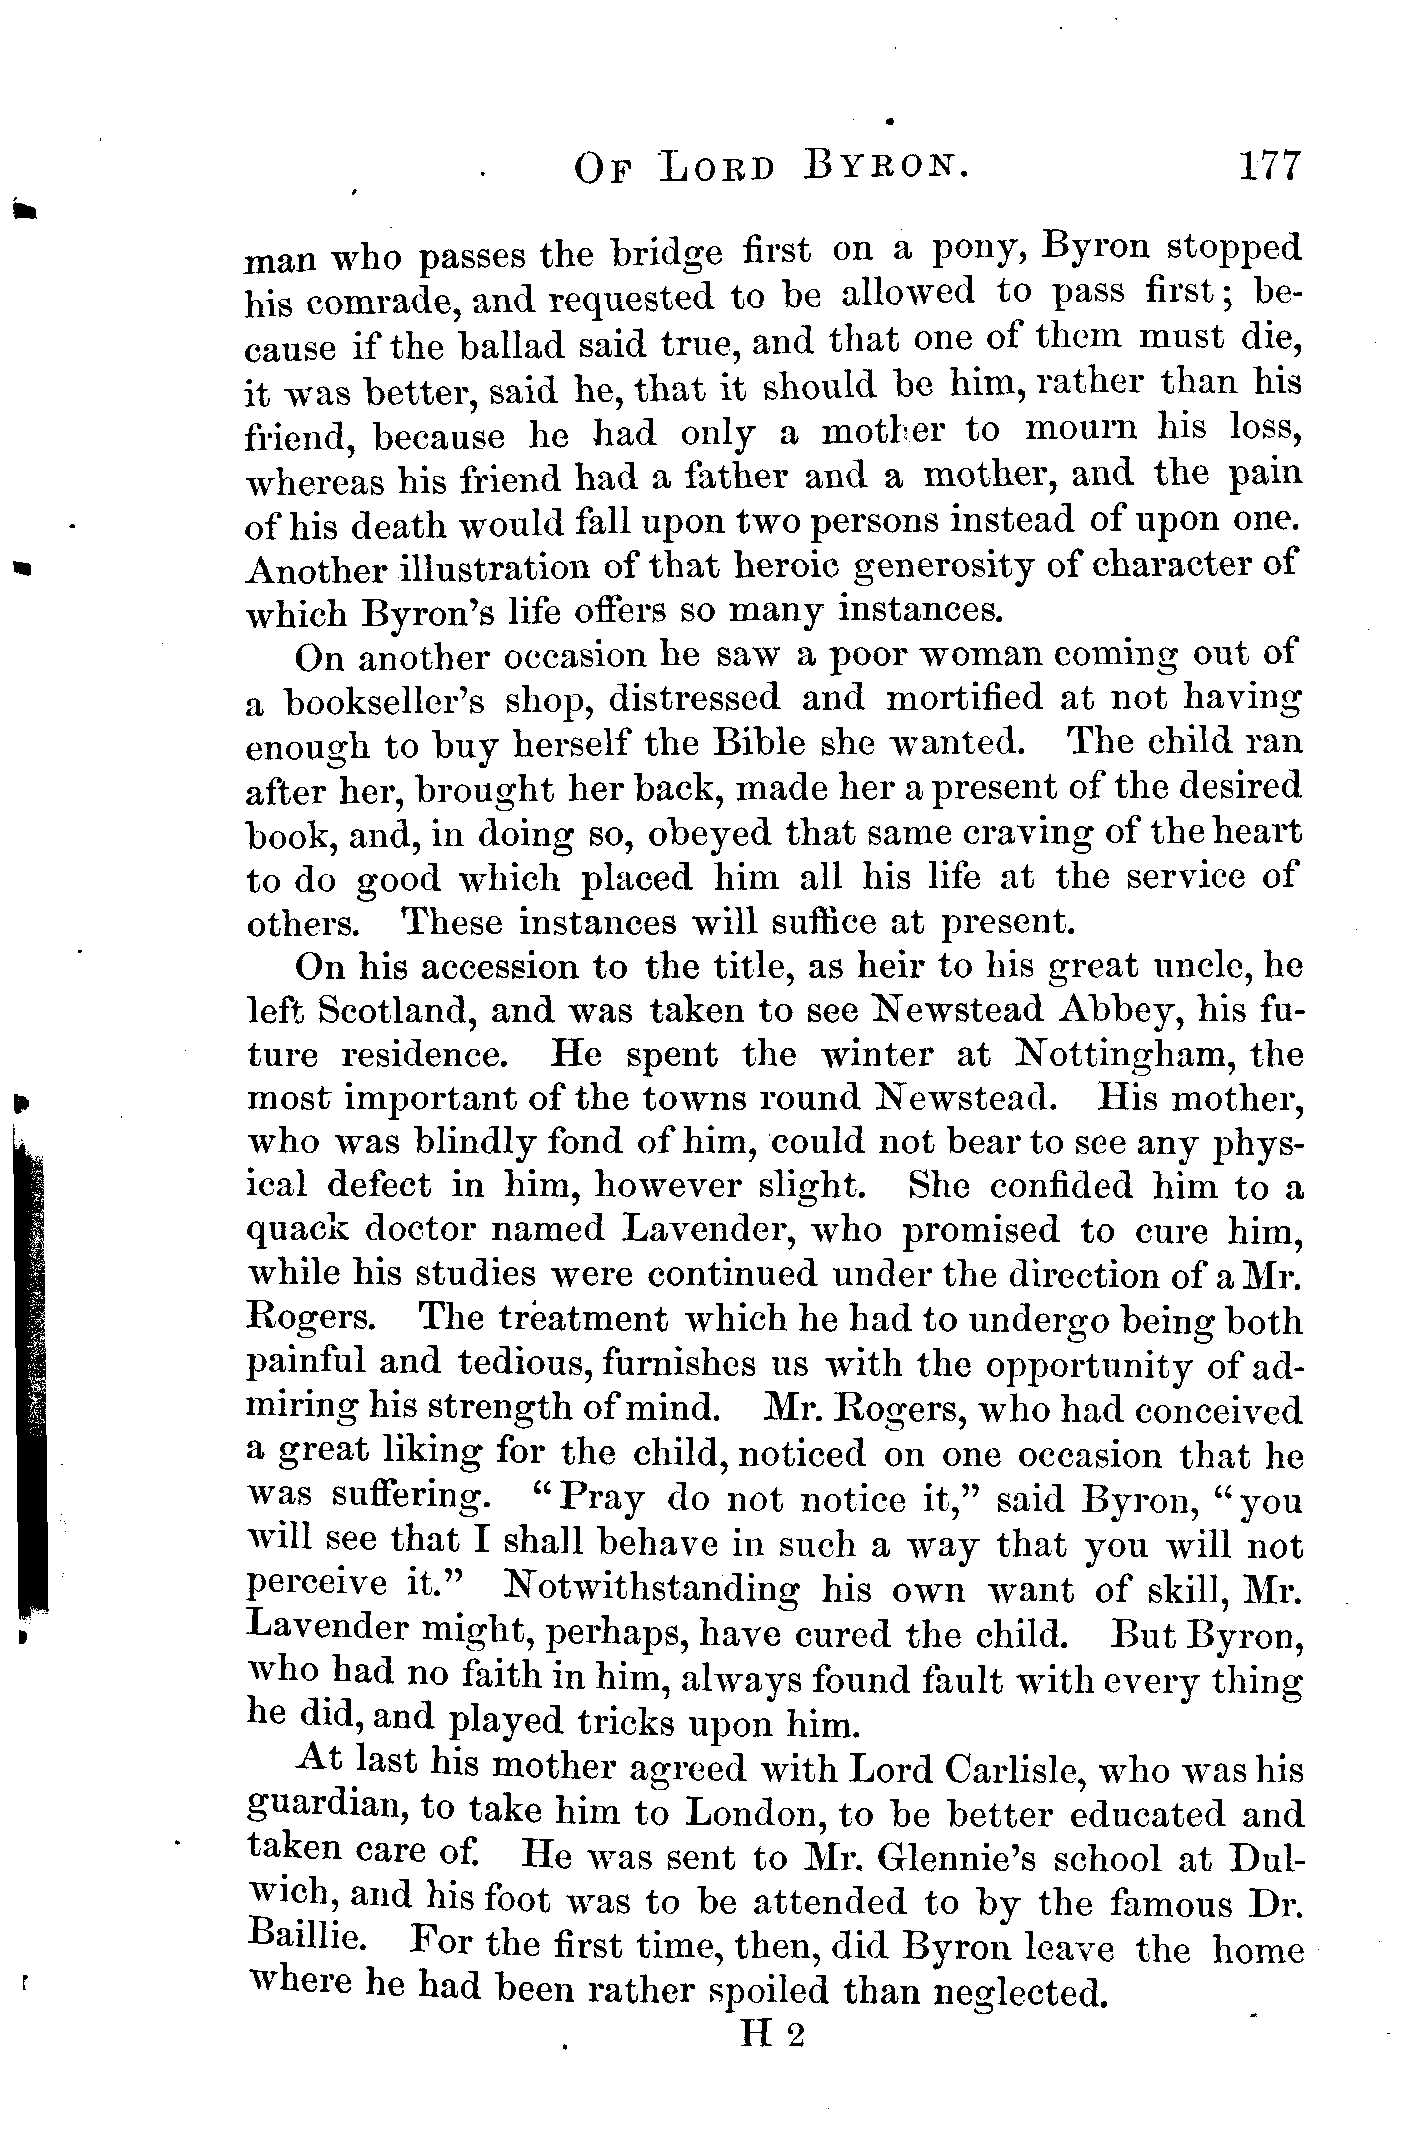 OF LORD BYRON. 177
man who passes the bridge first on a pony, Byron stopped
his comrade, and requested to be allowed to pass first; be-
cause if the ballad said true, and that one of them must die,
it was better, said he, that it should be him, rather than his
friend, because he had only a mother to mourn his loss,
whereas his friend had a father and a mother, and the pain
of his death would fall upon two persons instead of upon one.
Another illustration of that heroic generosity of character of
which Byron's life offers so many instances.
On another occasion he saw a poor woman coming out of
a bookseller's shop, distressed and mortified at not having
enough to buy herself the Bible she wanted. The child ran
after her, brought her back, made her a present of the desired
book, and, in doing so, obeyed that same craving of the heart
to do good which placed him all his life at the service of
others. These instances will suffice at present.
On his accession to the title, as heir to his great uncle, he
left Scotland, and was taken to see Newstead Abbey, his fu-
ture residence. He spent the winter at Nottingham, the
most important of the towns round Newstead. His mother,
who was blindly fond of him, could not bear to see any phys-
ical defect in him, however slight. She confided him to a
quack doctor named Lavender, who promised to cure him,
while his studies were continued under the direction of a Mr.
Rogers. The treatment which he had to undergo being both
painful and tedious, furnishes us with the opportunity of ad-
miring his strength of mind. Mr. Rogers, who had conceived
a great liking for the child, noticed on one occasion that he
was suffering. "Pray do not notice it," said Byron, "you
will see that I shall behave in such a way that you will not
perceive it." Notwithstanding his own want of skill, Mr.
Lavender might, perhaps, have cured the child. But Byron,
who had no faith in him, always found fault with every thing
he did, and played tricks upon him.
At last his mother agreed with Lord Carlisle, who was his
guardian, to take him to London, to be better educated and
taken care of. He was sent to Mr. Glennie's school at Dul-
wich, and his foot was to be attended to by the famous Dr.
Baillie. For the first time, then, did Byron leave the home
where he had been rather spoiled than neglected.
H 2